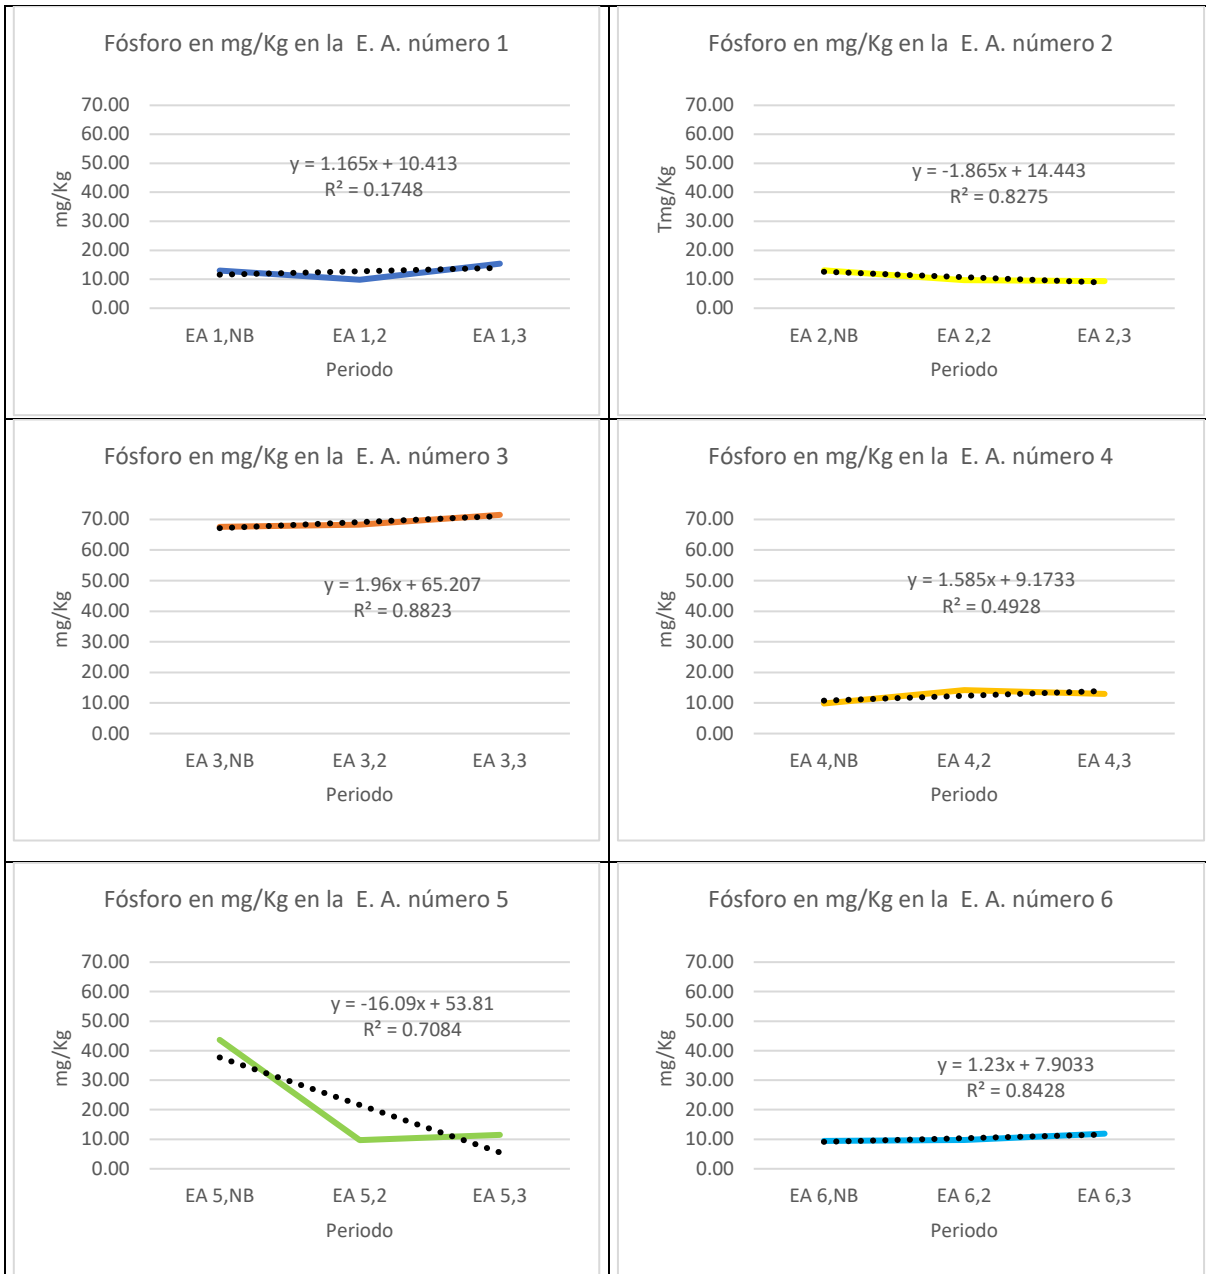 Fósforo en mg/Kg en la E. A. número 1
70.00
60.00
50.00
40.00
30.00
20.00
10.00
0.00
mg/Kg
y = 1.165x + 10.413
R² = 0.1748
EA 1,NB EA 1,2 EA 1,3
Periodo
Fósforo en mg/Kg en la E. A. número 2
70.00
60.00
50.00
40.00
30.00
20.00
10.00
0.00
Tmg/Kg
y = -1.865x + 14.443
R² = 0.8275
EA 2,NB EA 2,2 EA 2,3
Periodo
Fósforo en mg/Kg en la E. A. número 3
70.00
60.00
50.00
40.00
30.00
20.00
10.00
0.00
mg/Kg
y = 1.96x + 65.207
R² = 0.8823
EA 3,NB EA 3,2 EA 3,3
Periodo
Fósforo en mg/Kg en la E. A. número 4
70.00
60.00
50.00
40.00
30.00
20.00
10.00
0.00
mg/Kg
y = 1.585x + 9.1733
R² = 0.4928
EA 4,NB EA 4,2 EA 4,3
Periodo
Fósforo en mg/Kg en la E. A. número 5
70.00
60.00
50.00
40.00
30.00
20.00
10.00
0.00
mg/Kg
y = -16.09x + 53.81
R² = 0.7084
EA 5,NB EA 5,2 EA 5,3
Periodo
Fósforo en mg/Kg en la E. A. número 6
70.00
60.00
50.00
40.00
30.00
20.00
10.00
0.00
mg/Kg
y = 1.23x + 7.9033
R² = 0.8428
EA 6,NB EA 6,2 EA 6,3
Periodo